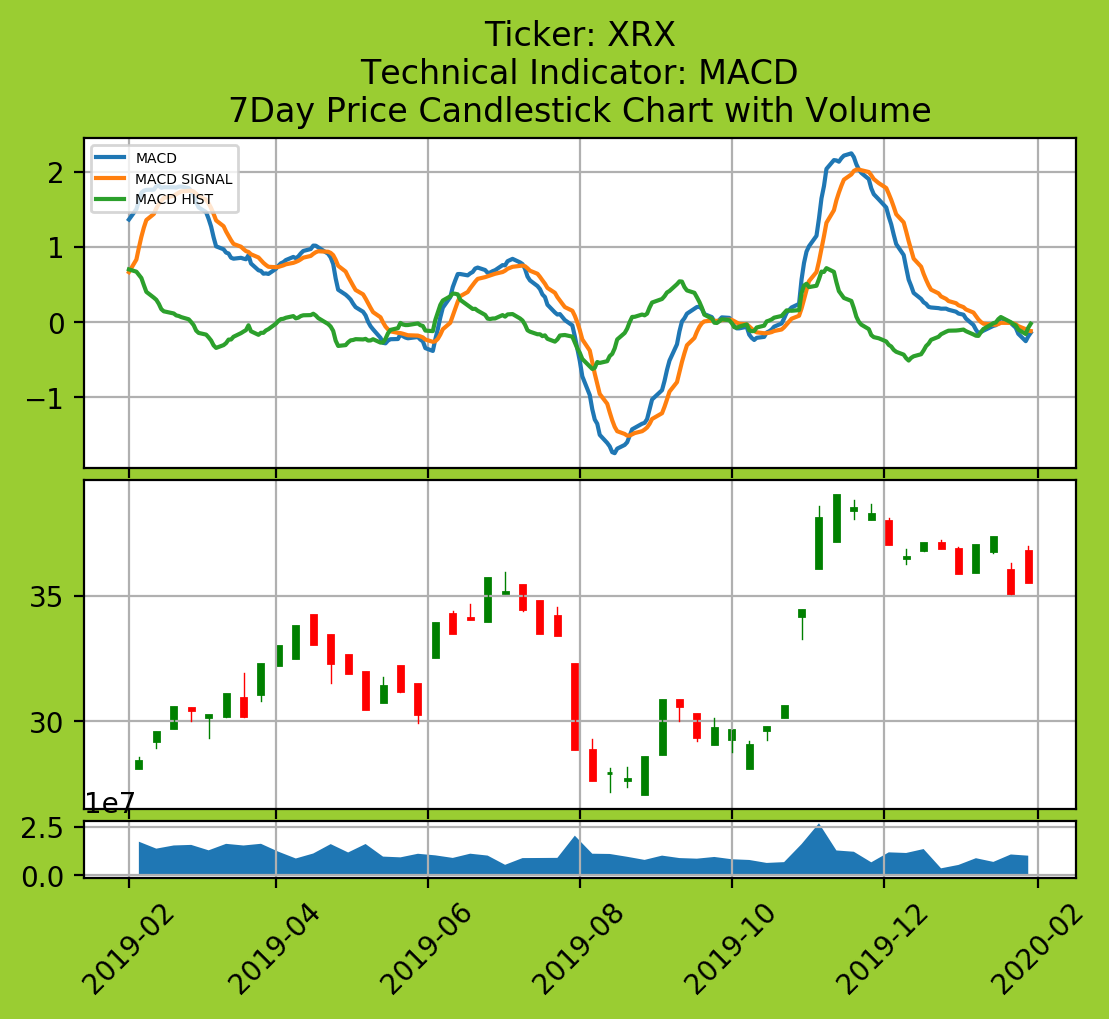 Ticker: XRX
Technical Indicator: MACD
7Day Price Candlestick Chart with Volume
MACD
MACD SIGNAL
MACD HIST
2
1
0
−1
35
30
1e7
2.5
0.0
2019-02
2019-04
2019-06
2019-08
2019-10
2019-12
2020-02